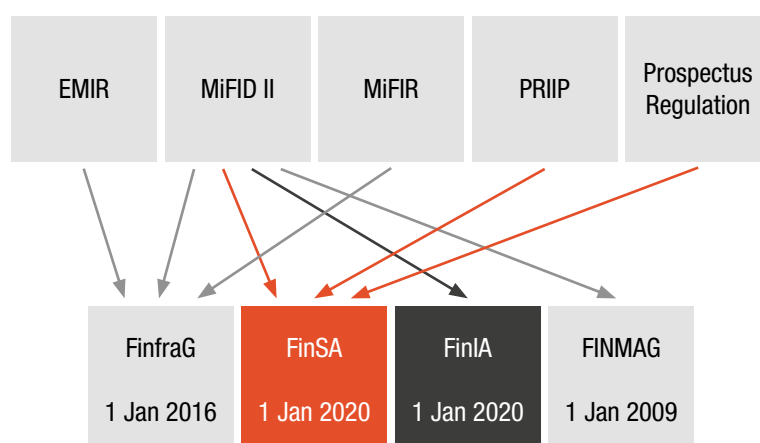 EMIR
MiFID II
MiFIR
PRIIP
Prospectus
Regulation
FinfraG
1 Jan 2016
FinSA
1 Jan 2020
FinIA
1 Jan 2020
FINMAG
1 Jan 2009